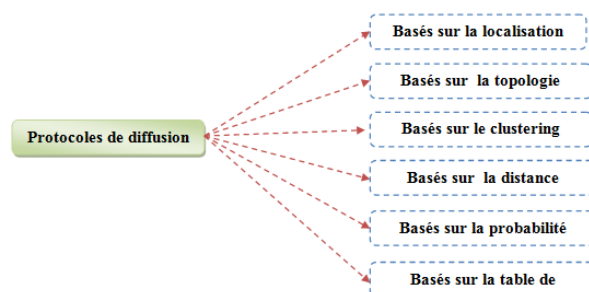 Basés sur la localisation
Basés sur la topologie
Protocoles de diffusion
Basés sur le clustering
Basés sur la distance
Basés sur la probabilité
Basés sur la table de